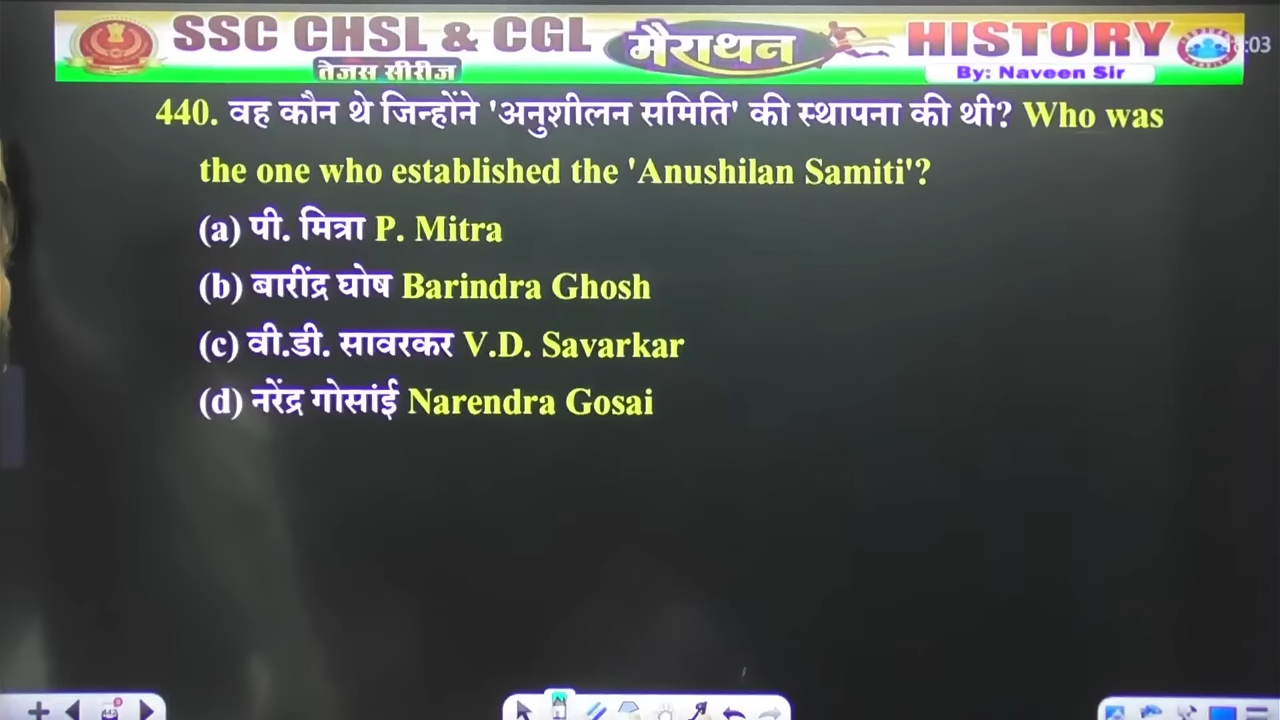 SSC CHSL & CGL मैराथन HISTORY
तेजस सीरीज By: Naveen Sir
440. वह कौन थे जिन्होंने 'अनुशीलन समिति' की स्थापना की थी? Who was
the one who established the 'Anushilan Samiti'?
(a) पी. मित्रा P. Mitra
(b) बारींद्र घोष Barindra Ghosh
(c) वी.डी. सावरकर V.D. Savarkar
(d) नरेंद्र गोसांई Narendra Gosai